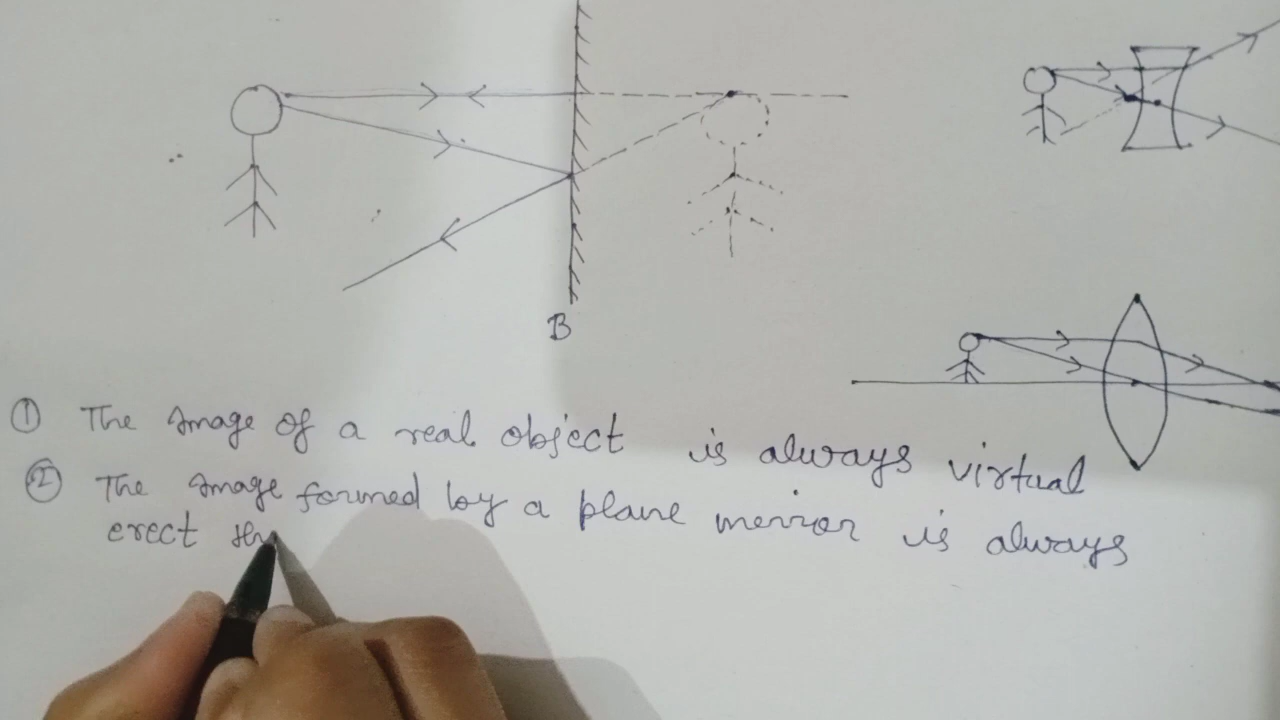 B
① The Image of a real object is always virtual
② The Image formed by a plane mirror is always
erect